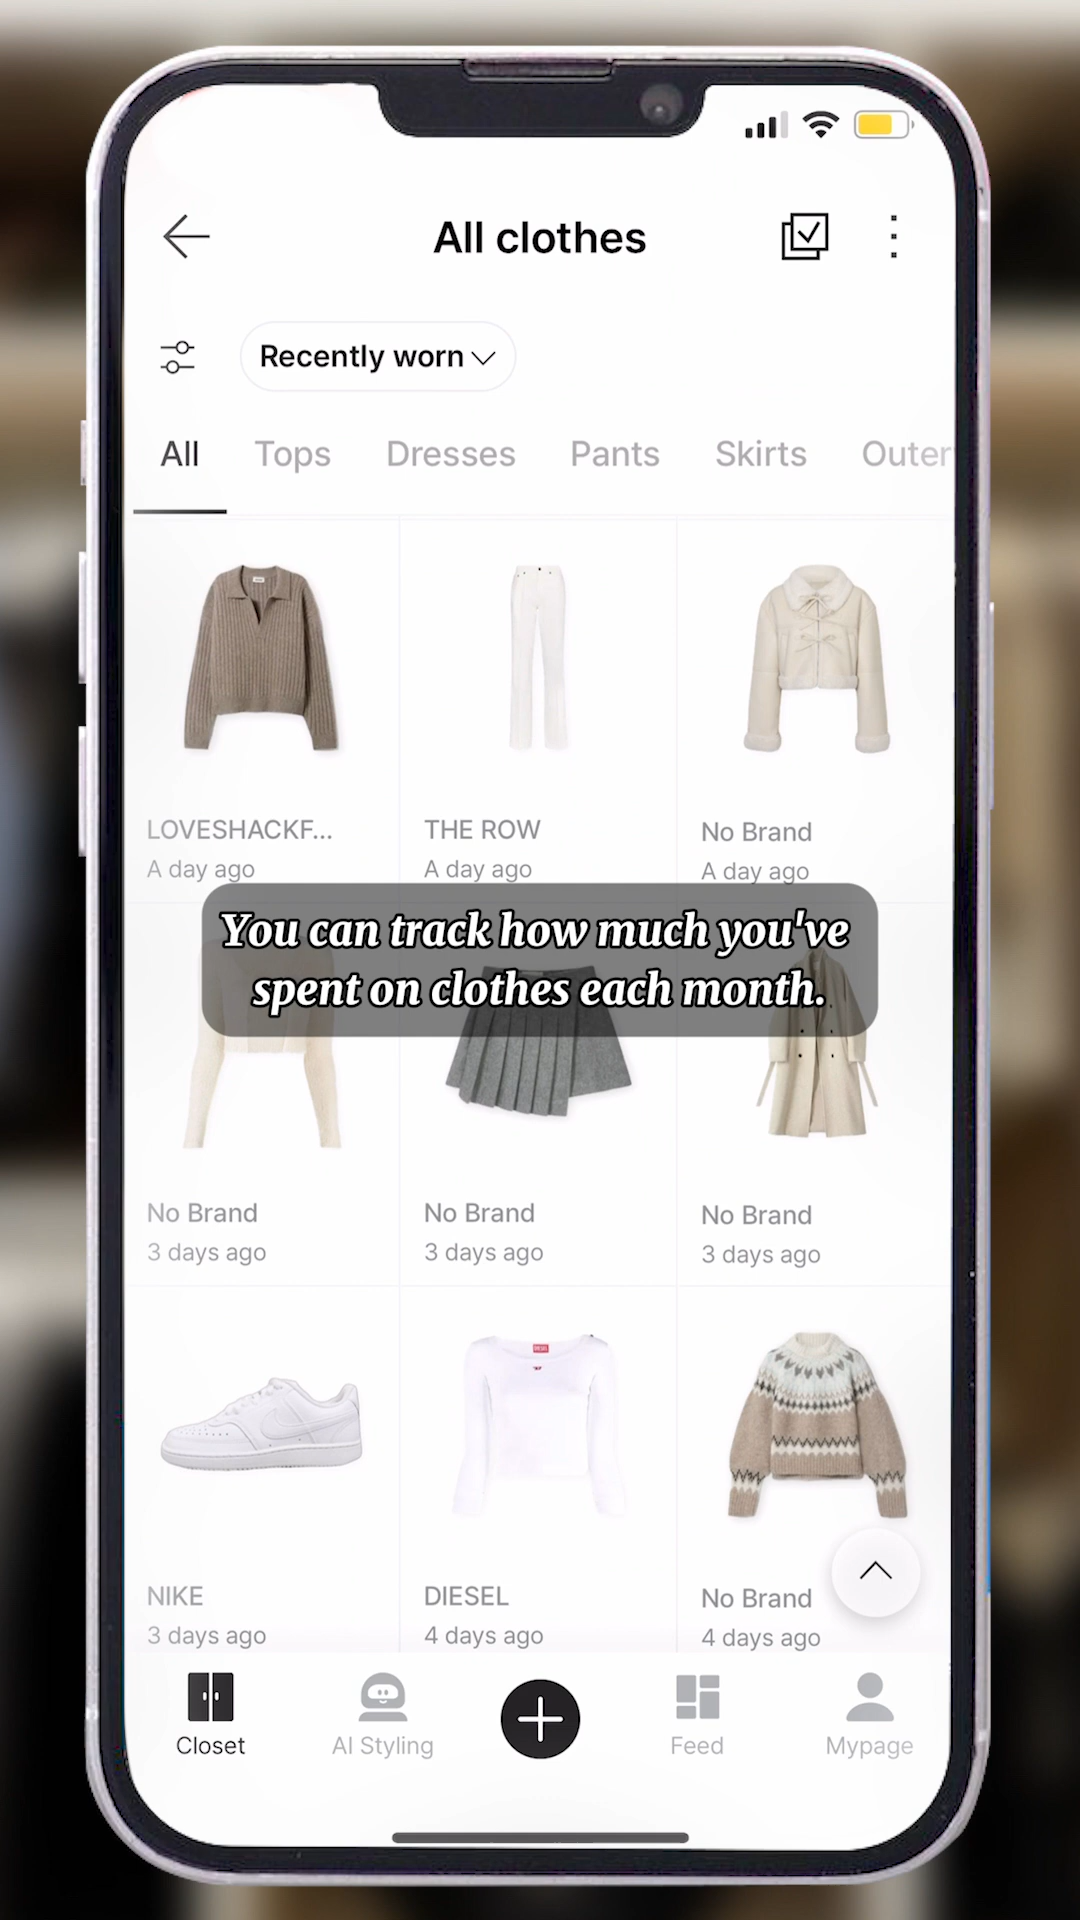 All clothes
Recently worn
All Tops Dresses Pants Skirts Outer
LOVESHACKF... THE ROW No Brand
A day ago A day ago A day ago
You can track how much you've
spent on clothes each month.
No Brand No Brand No Brand
3 days ago 3 days ago 3 days ago
DIESEL
NIKE DIESEL No Brand
3 days ago 4 days ago 4 days ago
Closet AI Styling Feed Mypage